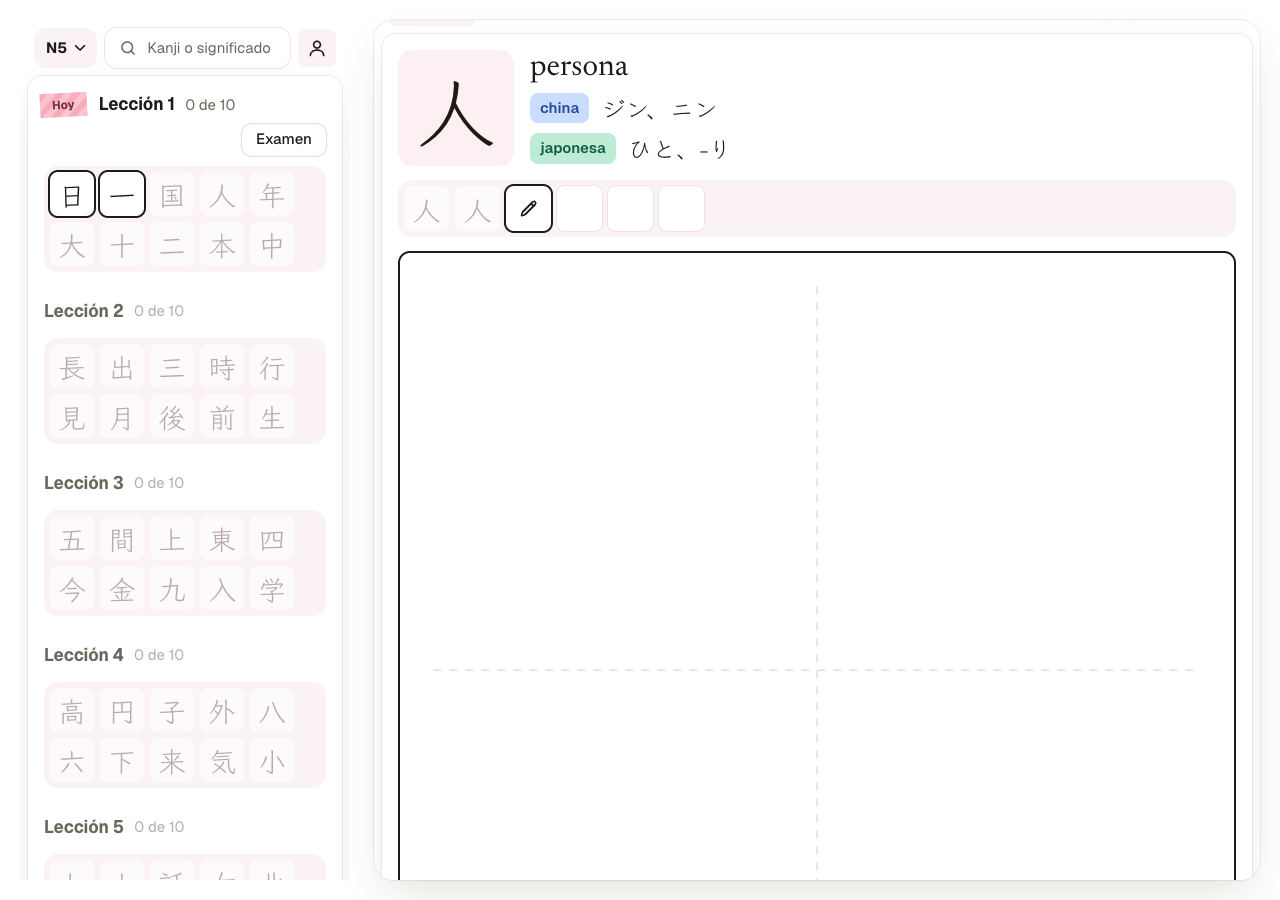 N5
Kanji o significado
Hoy
Lección 1 0 de 10
Examen
日 一 国 人 年
大 十 二 本 中
Lección 2 0 de 10
長 出 三 時 行
見 月 後 前 生
Lección 3 0 de 10
五 間 上 東 四
今 金 九 入 学
Lección 4 0 de 10
高 円 子 外 八
六 下 来 気 小
Lección 5 0 de 10
人
persona
china ジン、 ニン
japonesa ひと、 -り
人 人